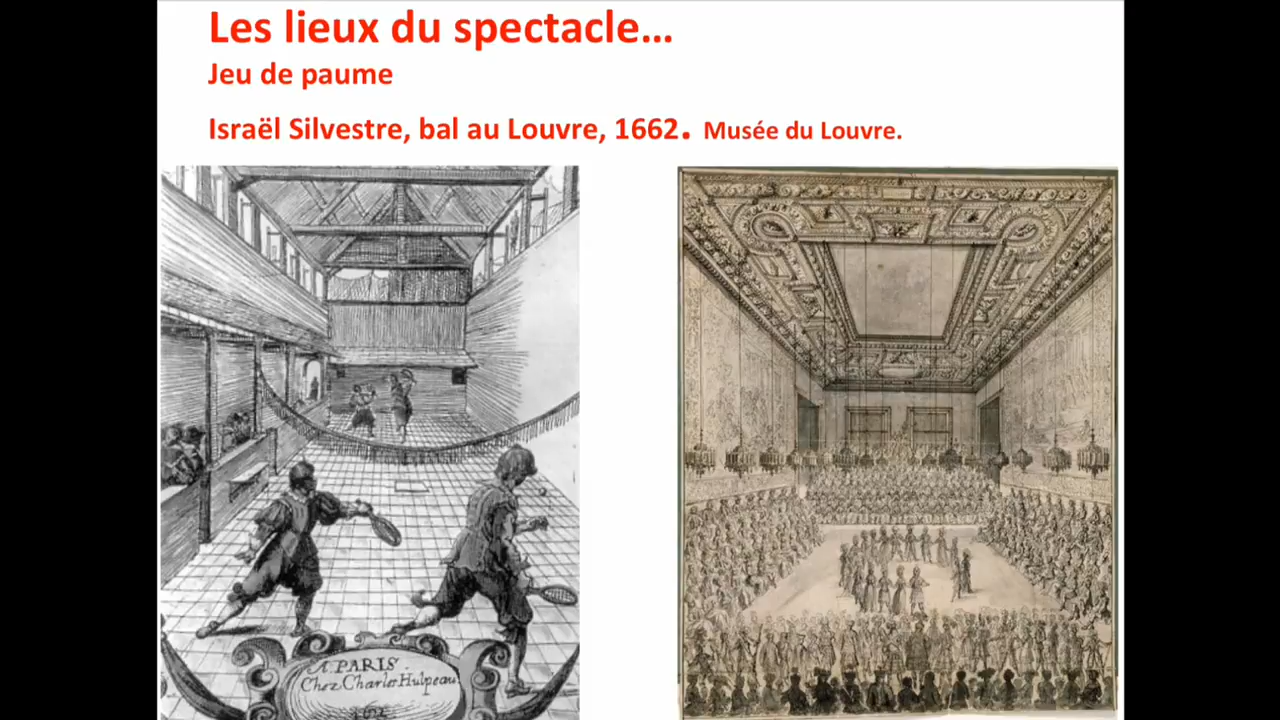 Les lieux du spectacle...
Jeu de paume
Israël Silvestre, bal au Louvre, 1662. Musée du Louvre.
A. PARIS.
Chez Charles Hulpeau